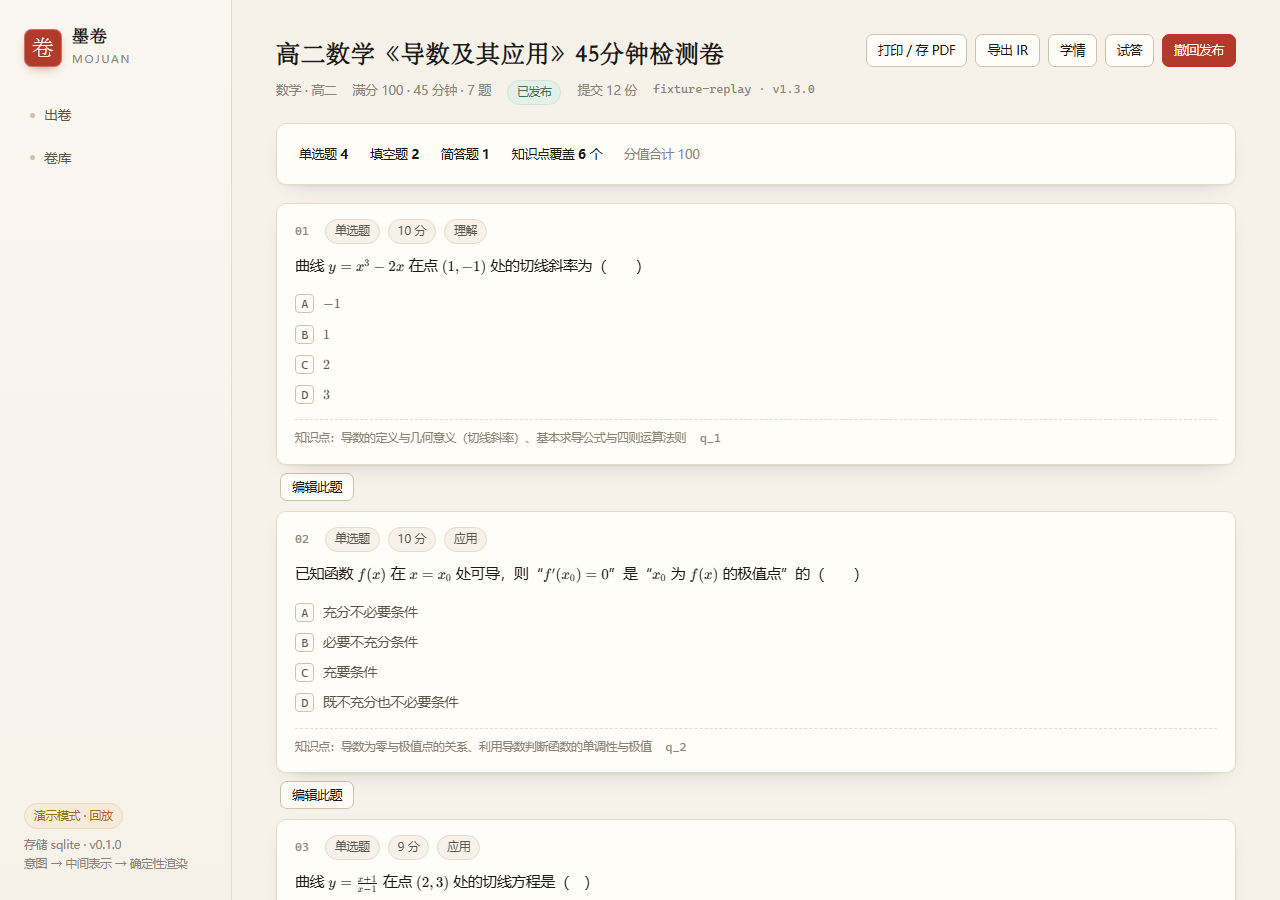 卷 墨卷
MOJUAN
出卷
卷库
演示模式 · 回放
存储 sqlite · v0.1.0
意图 → 中间表示 → 确定性渲染
高二数学《导数及其应用》45分钟检测卷
打印 / 存 PDF 导出 IR 学情 试答 撤回发布
数学 · 高二 满分 100 · 45 分钟 · 7 题 已发布 提交 12 份 fixture-replay · v1.3.0
单选题 4 填空题 2 简答题 1 知识点覆盖 6 个 分值合计 100
01 单选题 10 分 理解
曲线 y = x³ − 2x 在点 (1, −1) 处的切线斜率为（　　）
A −1
B 1
C 2
D 3
知识点：导数的定义与几何意义（切线斜率）、基本求导公式与四则运算法则 q_1
编辑此题
02 单选题 10 分 应用
已知函数 f(x) 在 x = x₀ 处可导，则“f′(x₀) = 0”是“x₀ 为 f(x) 的极值点”的（　　）
A 充分不必要条件
B 必要不充分条件
C 充要条件
D 既不充分也不必要条件
知识点：导数为零与极值点的关系、利用导数判断函数的单调性与极值 q_2
编辑此题
03 单选题 9 分 应用
曲线 y = (x+1)/(x−1) 在点 (2, 3) 处的切线方程是（　）